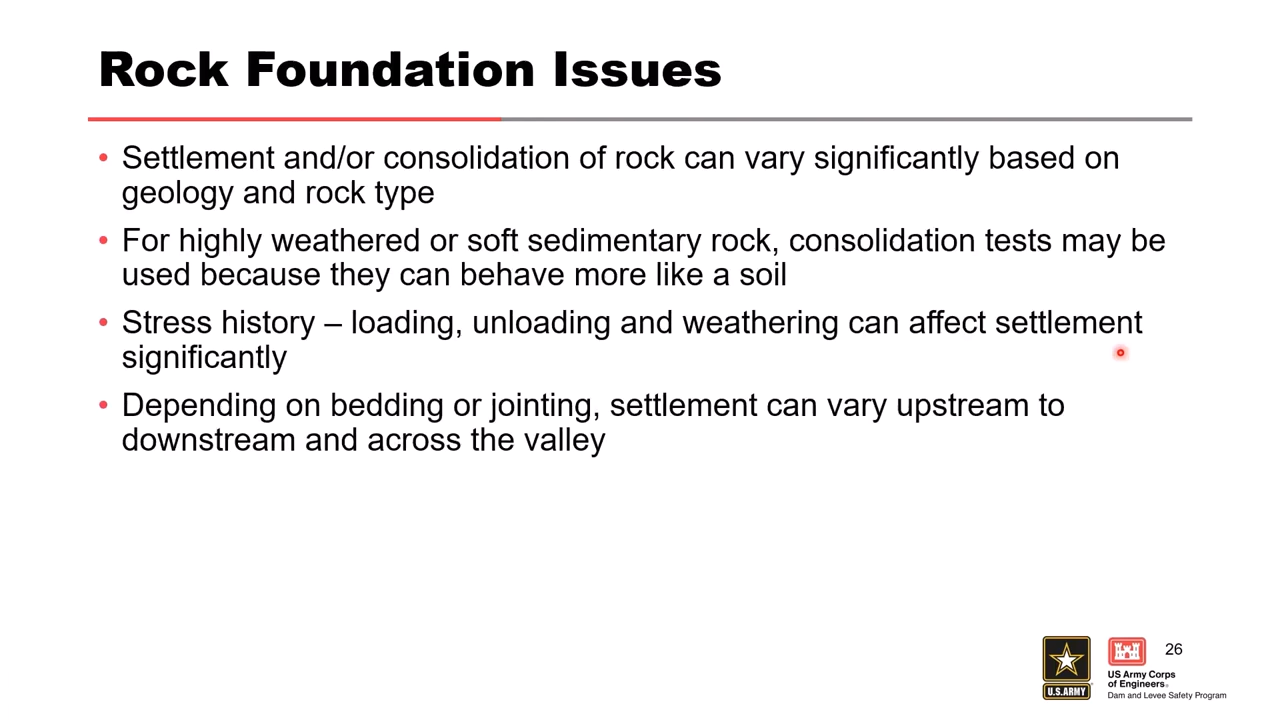 Rock Foundation Issues
• Settlement and/or consolidation of rock can vary significantly based on
geology and rock type
• For highly weathered or soft sedimentary rock, consolidation tests may be
used because they can behave more like a soil
• Stress history – loading, unloading and weathering can affect settlement
significantly
• Depending on bedding or jointing, settlement can vary upstream to
downstream and across the valley
26
U.S.ARMY
US Army Corps
of Engineers®
Dam and Levee Safety Program